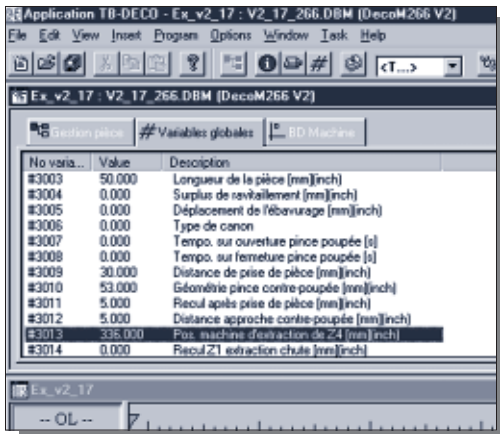 Application TB-DECO - Ex_v2_17 : V2_17_266.DBM (DecoM266 V2)
File Edit View Insert Program Options Window Task Help
<T...>
Ex_v2_17 : V2_17_266.DBM (DecoM266 V2)
Gestion pièce # Variables globales BD Machine
No varia... Value Description
#3003 50.000 Longueur de la pièce [mm][inch]
#3004 0.000 Surplus de ravitaillement [mm][inch]
#3005 0.000 Déplacement de l'ébavurage [mm][inch]
#3006 0.000 Type de canon
#3007 0.000 Tempo. sur ouverture pince poupée [s]
#3008 0.000 Tempo. sur fermeture pince poupée [s]
#3009 30.000 Distance de prise de pièce [mm][inch]
#3010 53.000 Géométrie pince contre-poupée [mm][inch]
#3011 5.000 Recul après prise de pièce [mm][inch]
#3012 5.000 Distance approche contre-poupée [mm][inch]
#3013 336.000 Pos. machine d'extraction de Z4 [mm][inch]
#3014 0.000 Recul Z1 extraction chute [mm][inch]
Ex_v2_17
-- OL --